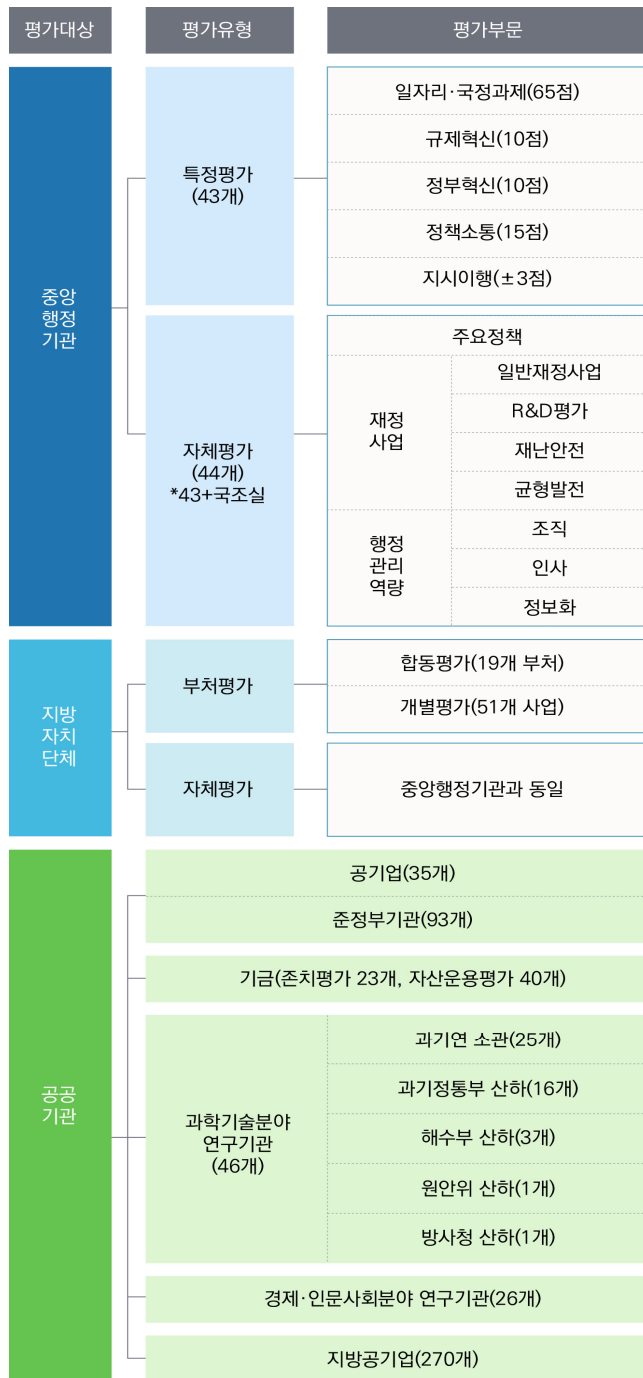 평가대상
평가유형
평가부문
중앙
행정
기관
특정평가
(43개)
일자리·국정과제(65점)
규제혁신(10점)
정부혁신(10점)
정책소통(15점)
지시이행(±3점)
자체평가
(44개)
*43+국조실
주요정책
재정
사업
일반재정사업
R&D평가
재난안전
균형발전
행정
관리
역량
조직
인사
정보화
지방
자치
단체
부처평가
합동평가(19개 부처)
개별평가(51개 사업)
자체평가
중앙행정기관과 동일
공공
기관
공기업(35개)
준정부기관(93개)
기금(존치평가 23개, 자산운용평가 40개)
과학기술분야
연구기관
(46개)
과기연 소관(25개)
과기정통부 산하(16개)
해수부 산하(3개)
원안위 산하(1개)
방사청 산하(1개)
경제·인문사회분야 연구기관(26개)
지방공기업(270개)